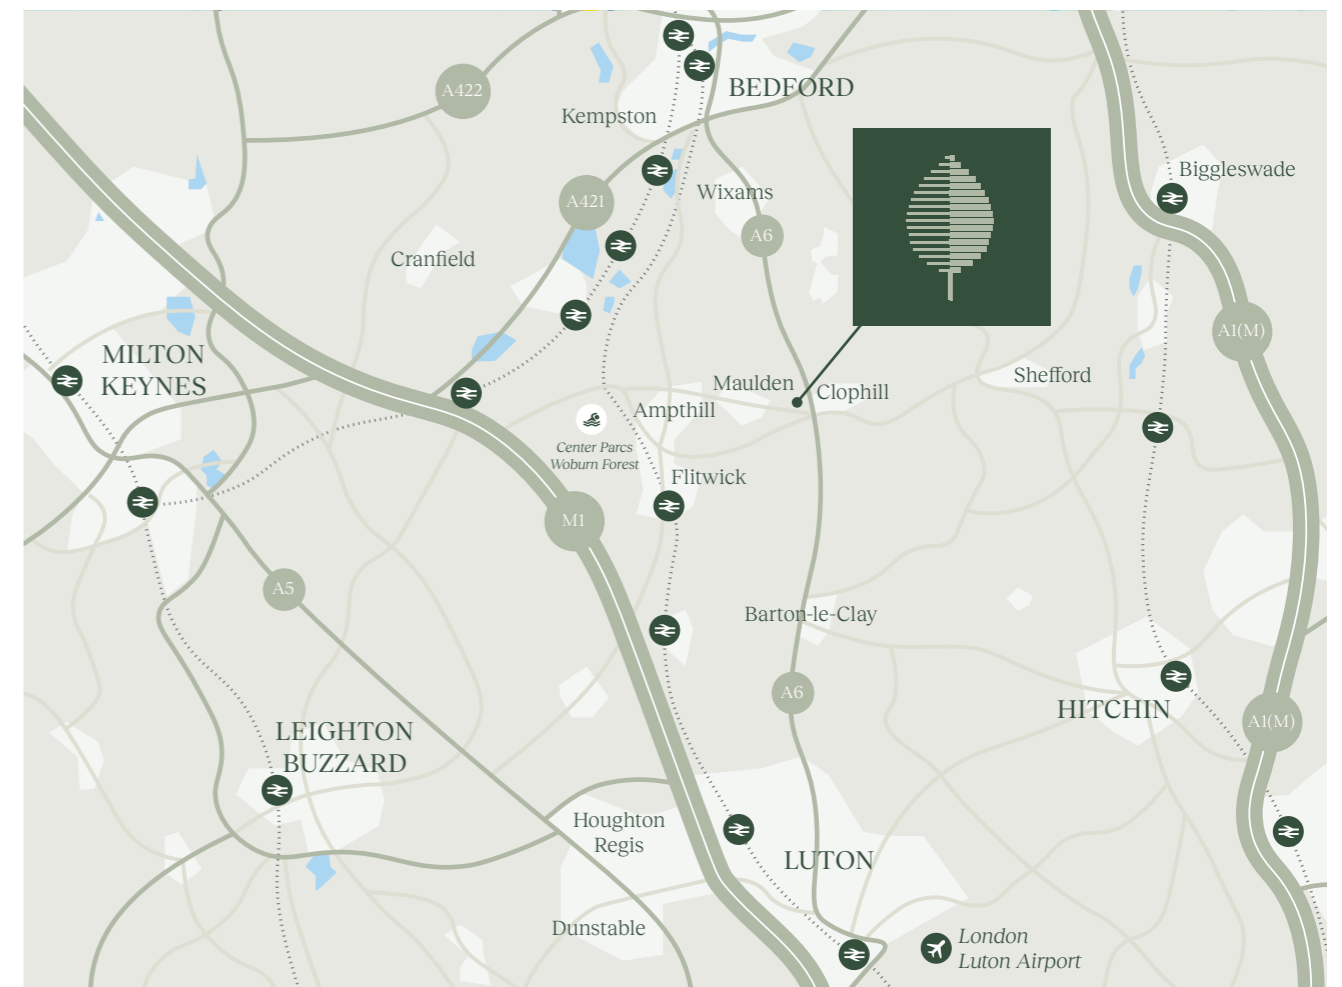 A422
BEDFORD
Kempston
Biggleswade
Wixams
A421
A6
Cranfield
A1(M)
MILTON
KEYNES
Maulden
Clophill
Shefford
Ampthill
Center Parcs
Woburn Forest
Flitwick
M1
A5
Barton-le-Clay
A6
HITCHIN
A1(M)
LEIGHTON
BUZZARD
Houghton
Regis
LUTON
Dunstable
London
Luton Airport